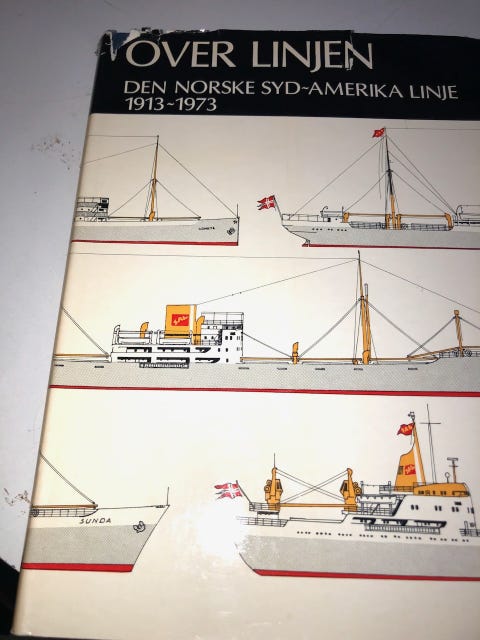 OVER LINJEN
DEN NORSKE SYD~AMERIKA LINJE
1913~1973
SUNDA